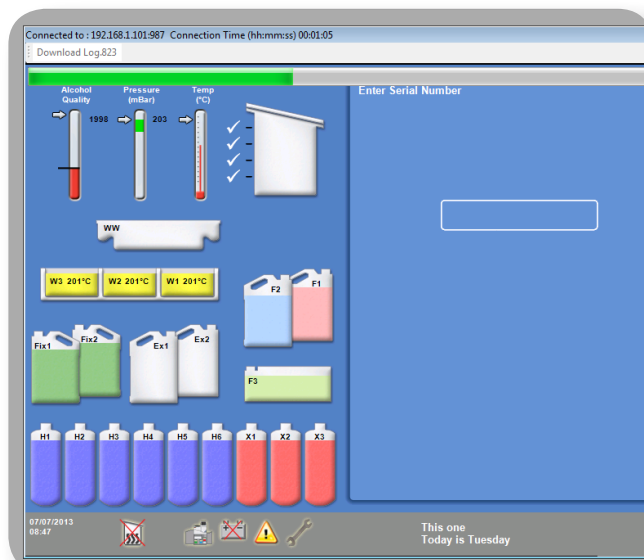 Connected to : 192.168.1.101:987 Connection Time (hh:mm:ss) 00:01:05
Download Log.823
Alcohol Quality
Pressure (mBar)
Temp (°C)
1998
203
Enter Serial Number
WW
W3 201°C
W2 201°C
W1 201°C
F2
F1
Fix1
Fix2
Ex1
Ex2
F3
H1
H2
H3
H4
H5
H6
X1
X2
X3
07/07/2013
08:47
This one
Today is Tuesday